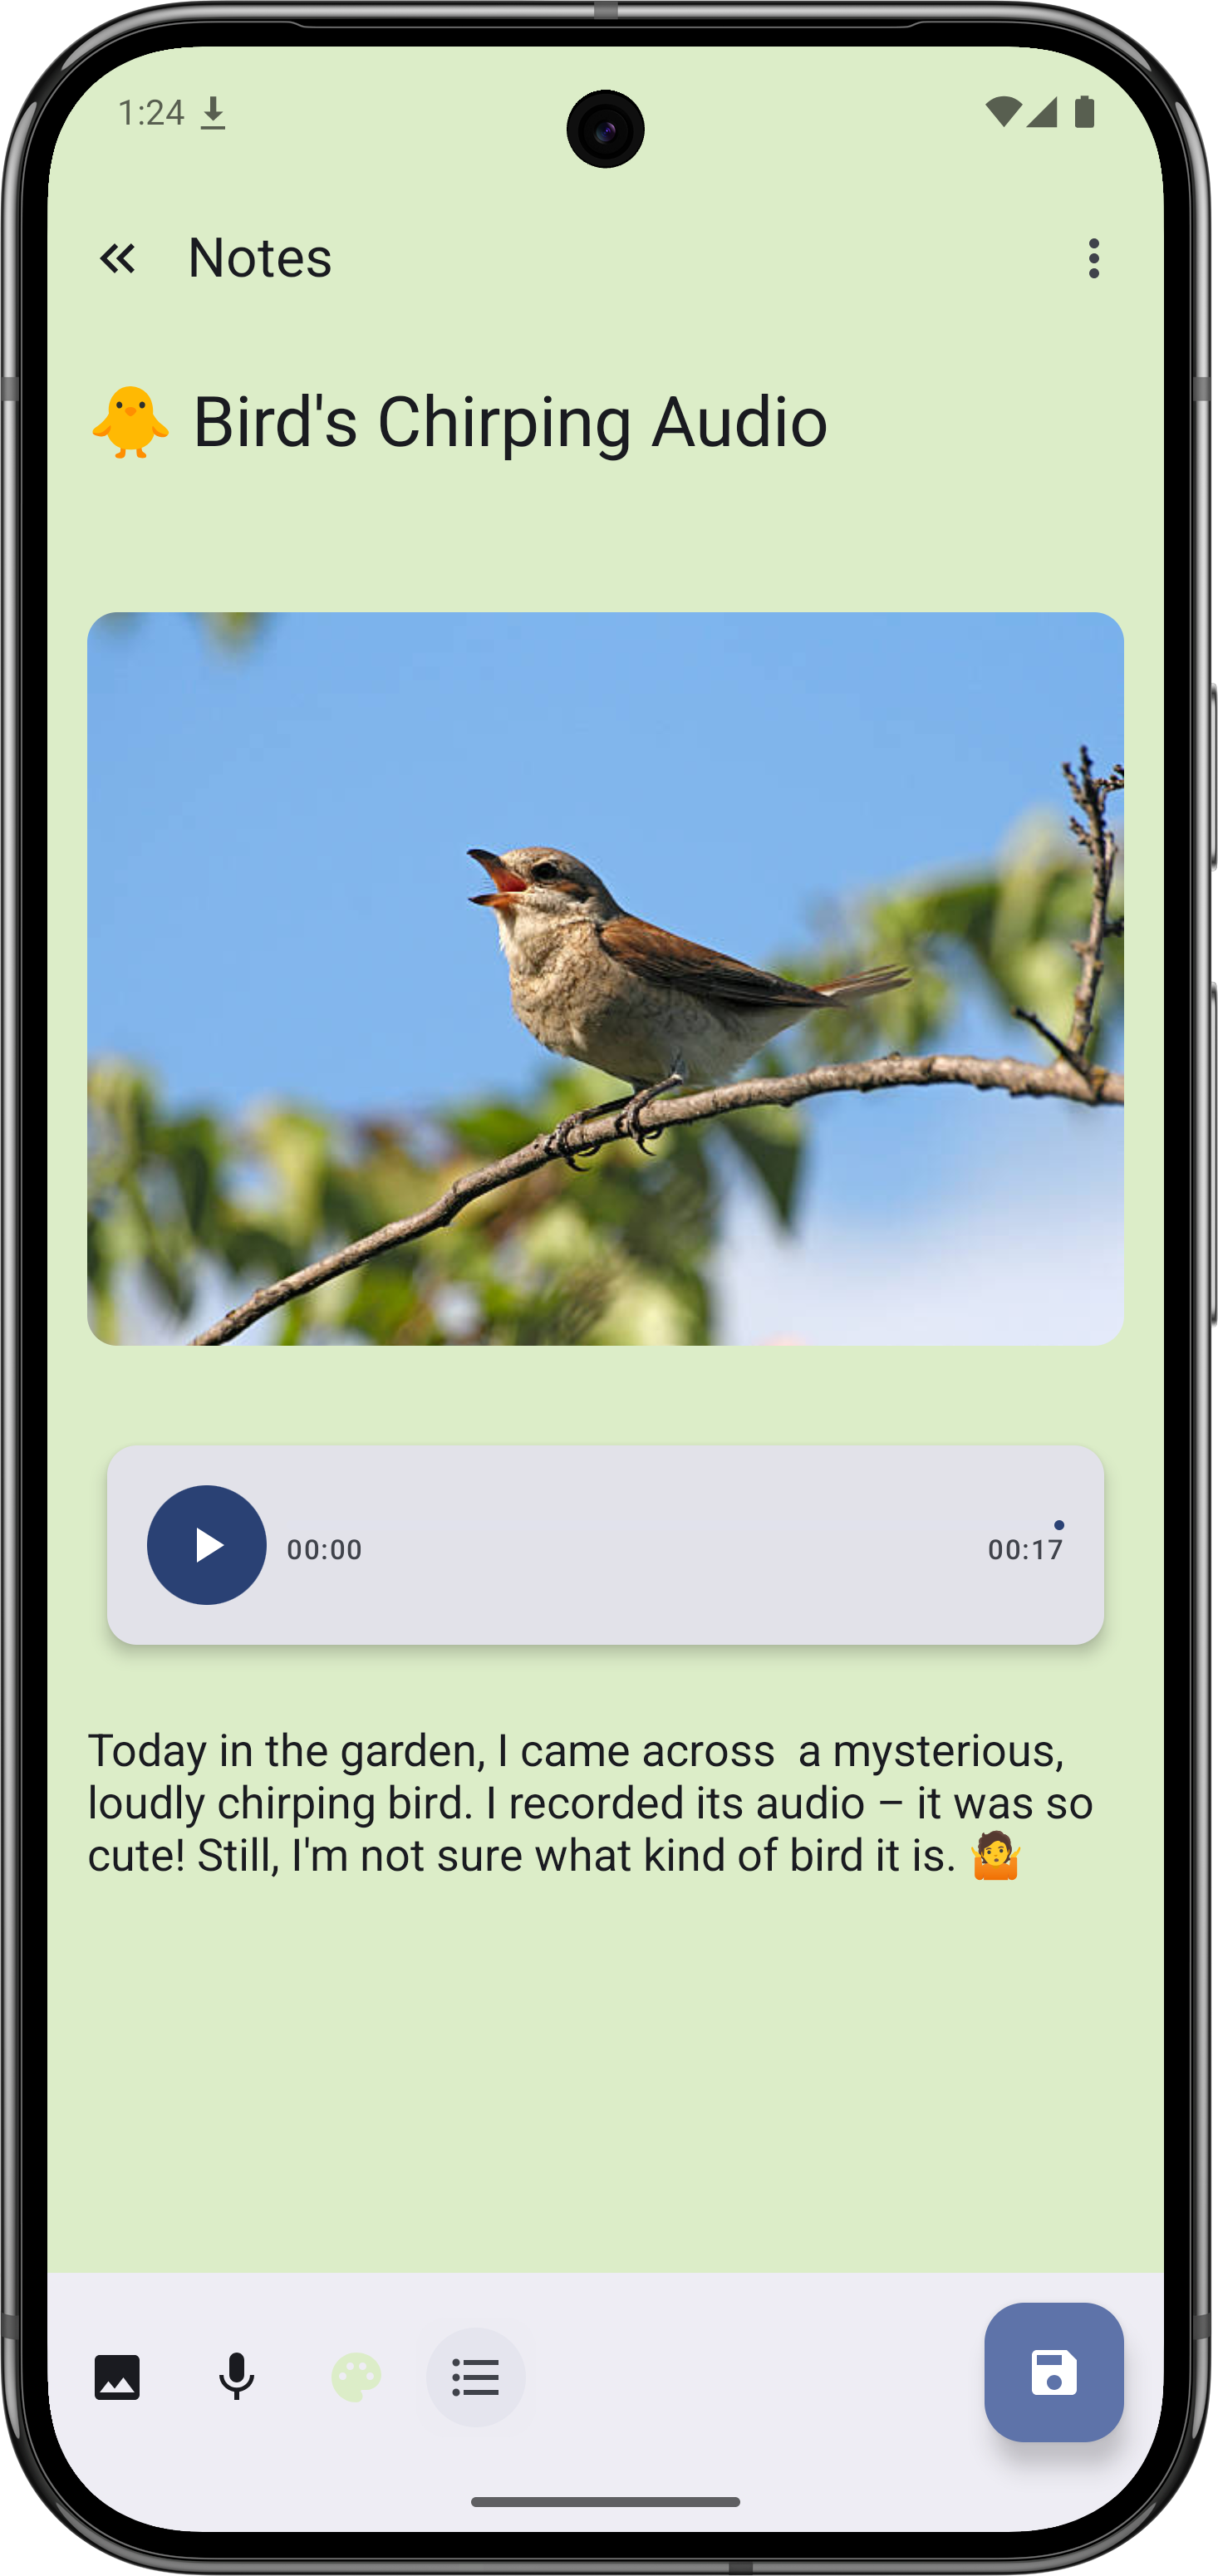 1:24
Notes
🐥 Bird's Chirping Audio
00:00 00:17
Today in the garden, I came across  a mysterious,
loudly chirping bird. I recorded its audio – it was so
cute! Still, I'm not sure what kind of bird it is. 🤷